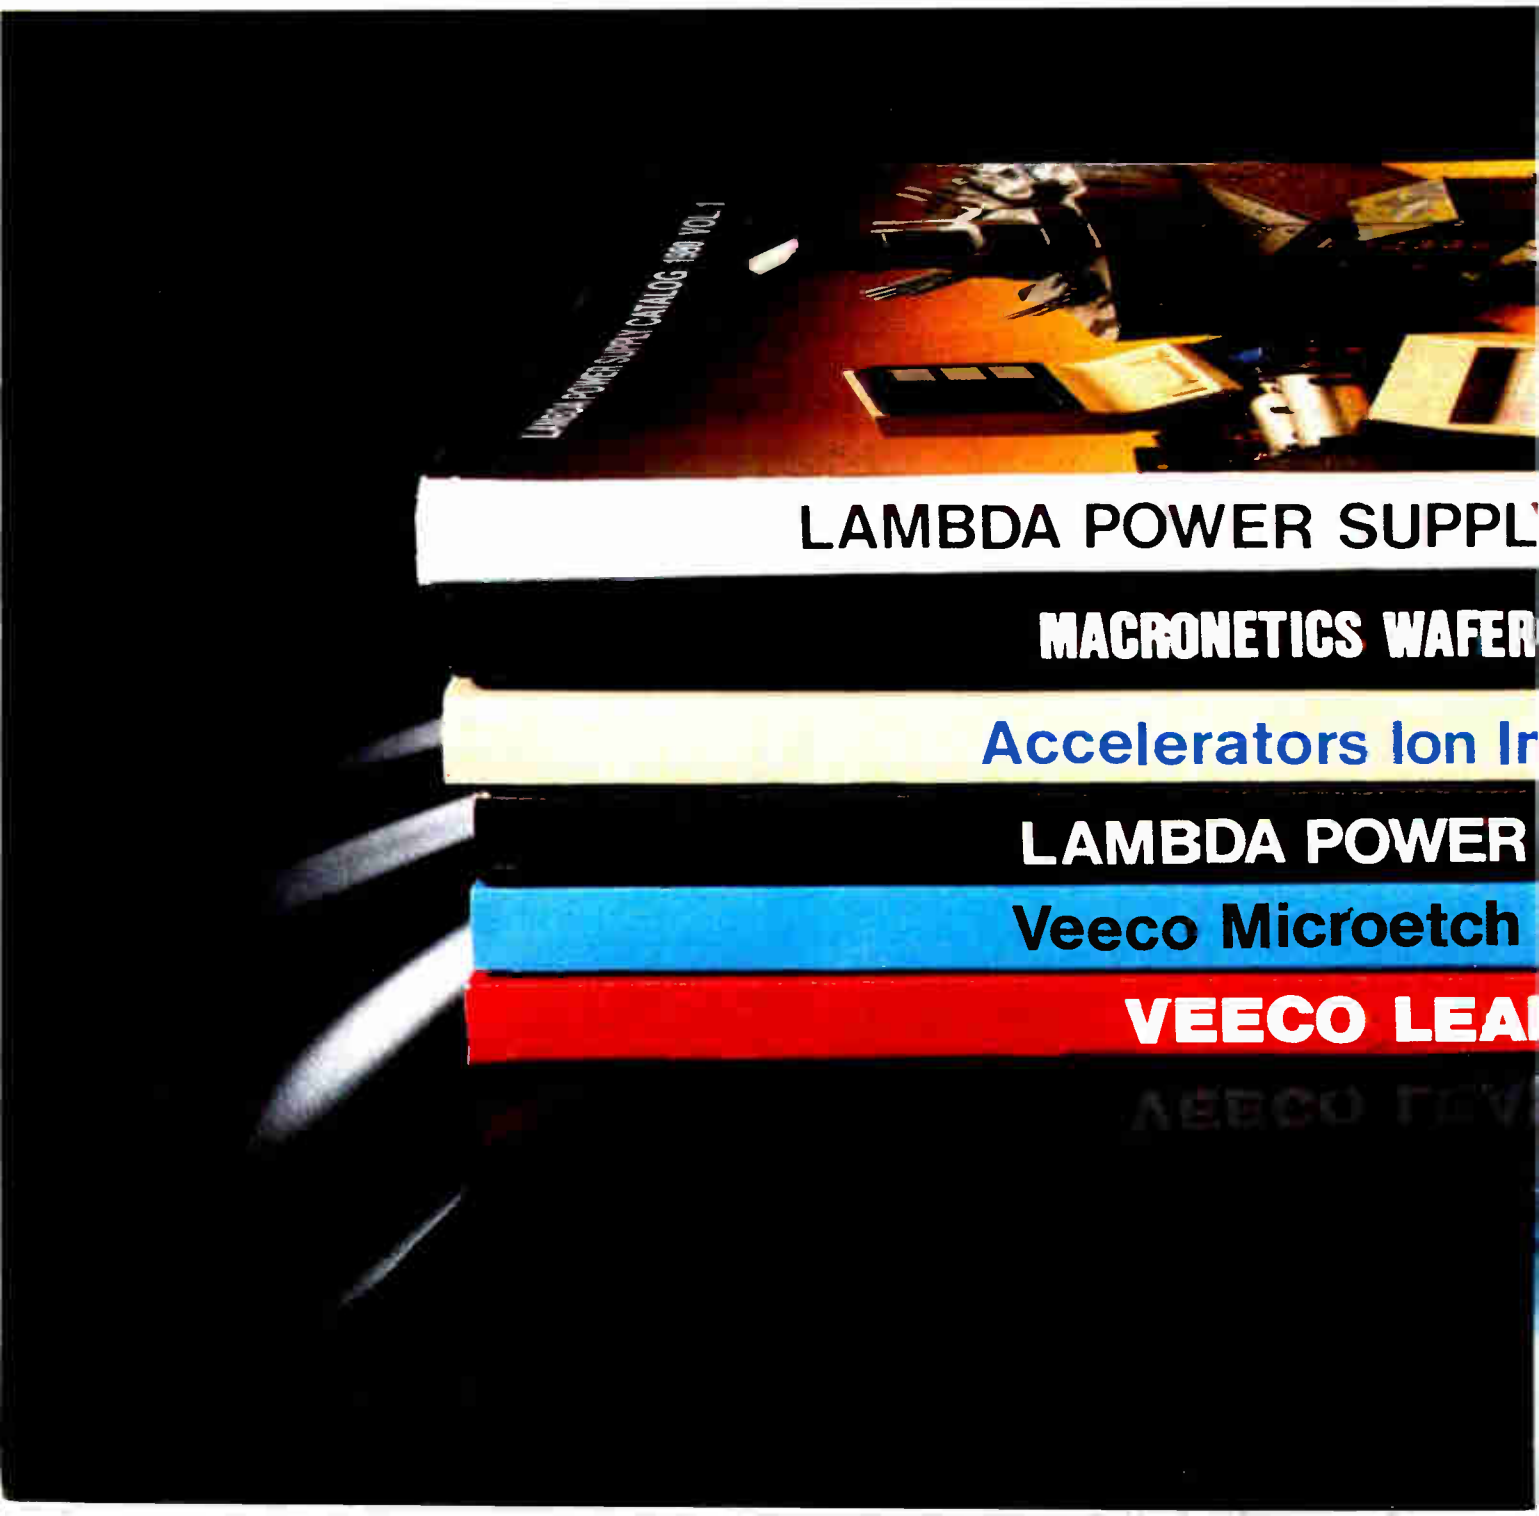 LAMBDA POWER SUPPLY CATALOG 1980 VOL 1
LAMBDA POWER SUPPL
MACRONETICS WAFER
Accelerators Ion
LAMBDA POWER
Veeco Microetch
VEECO LEA